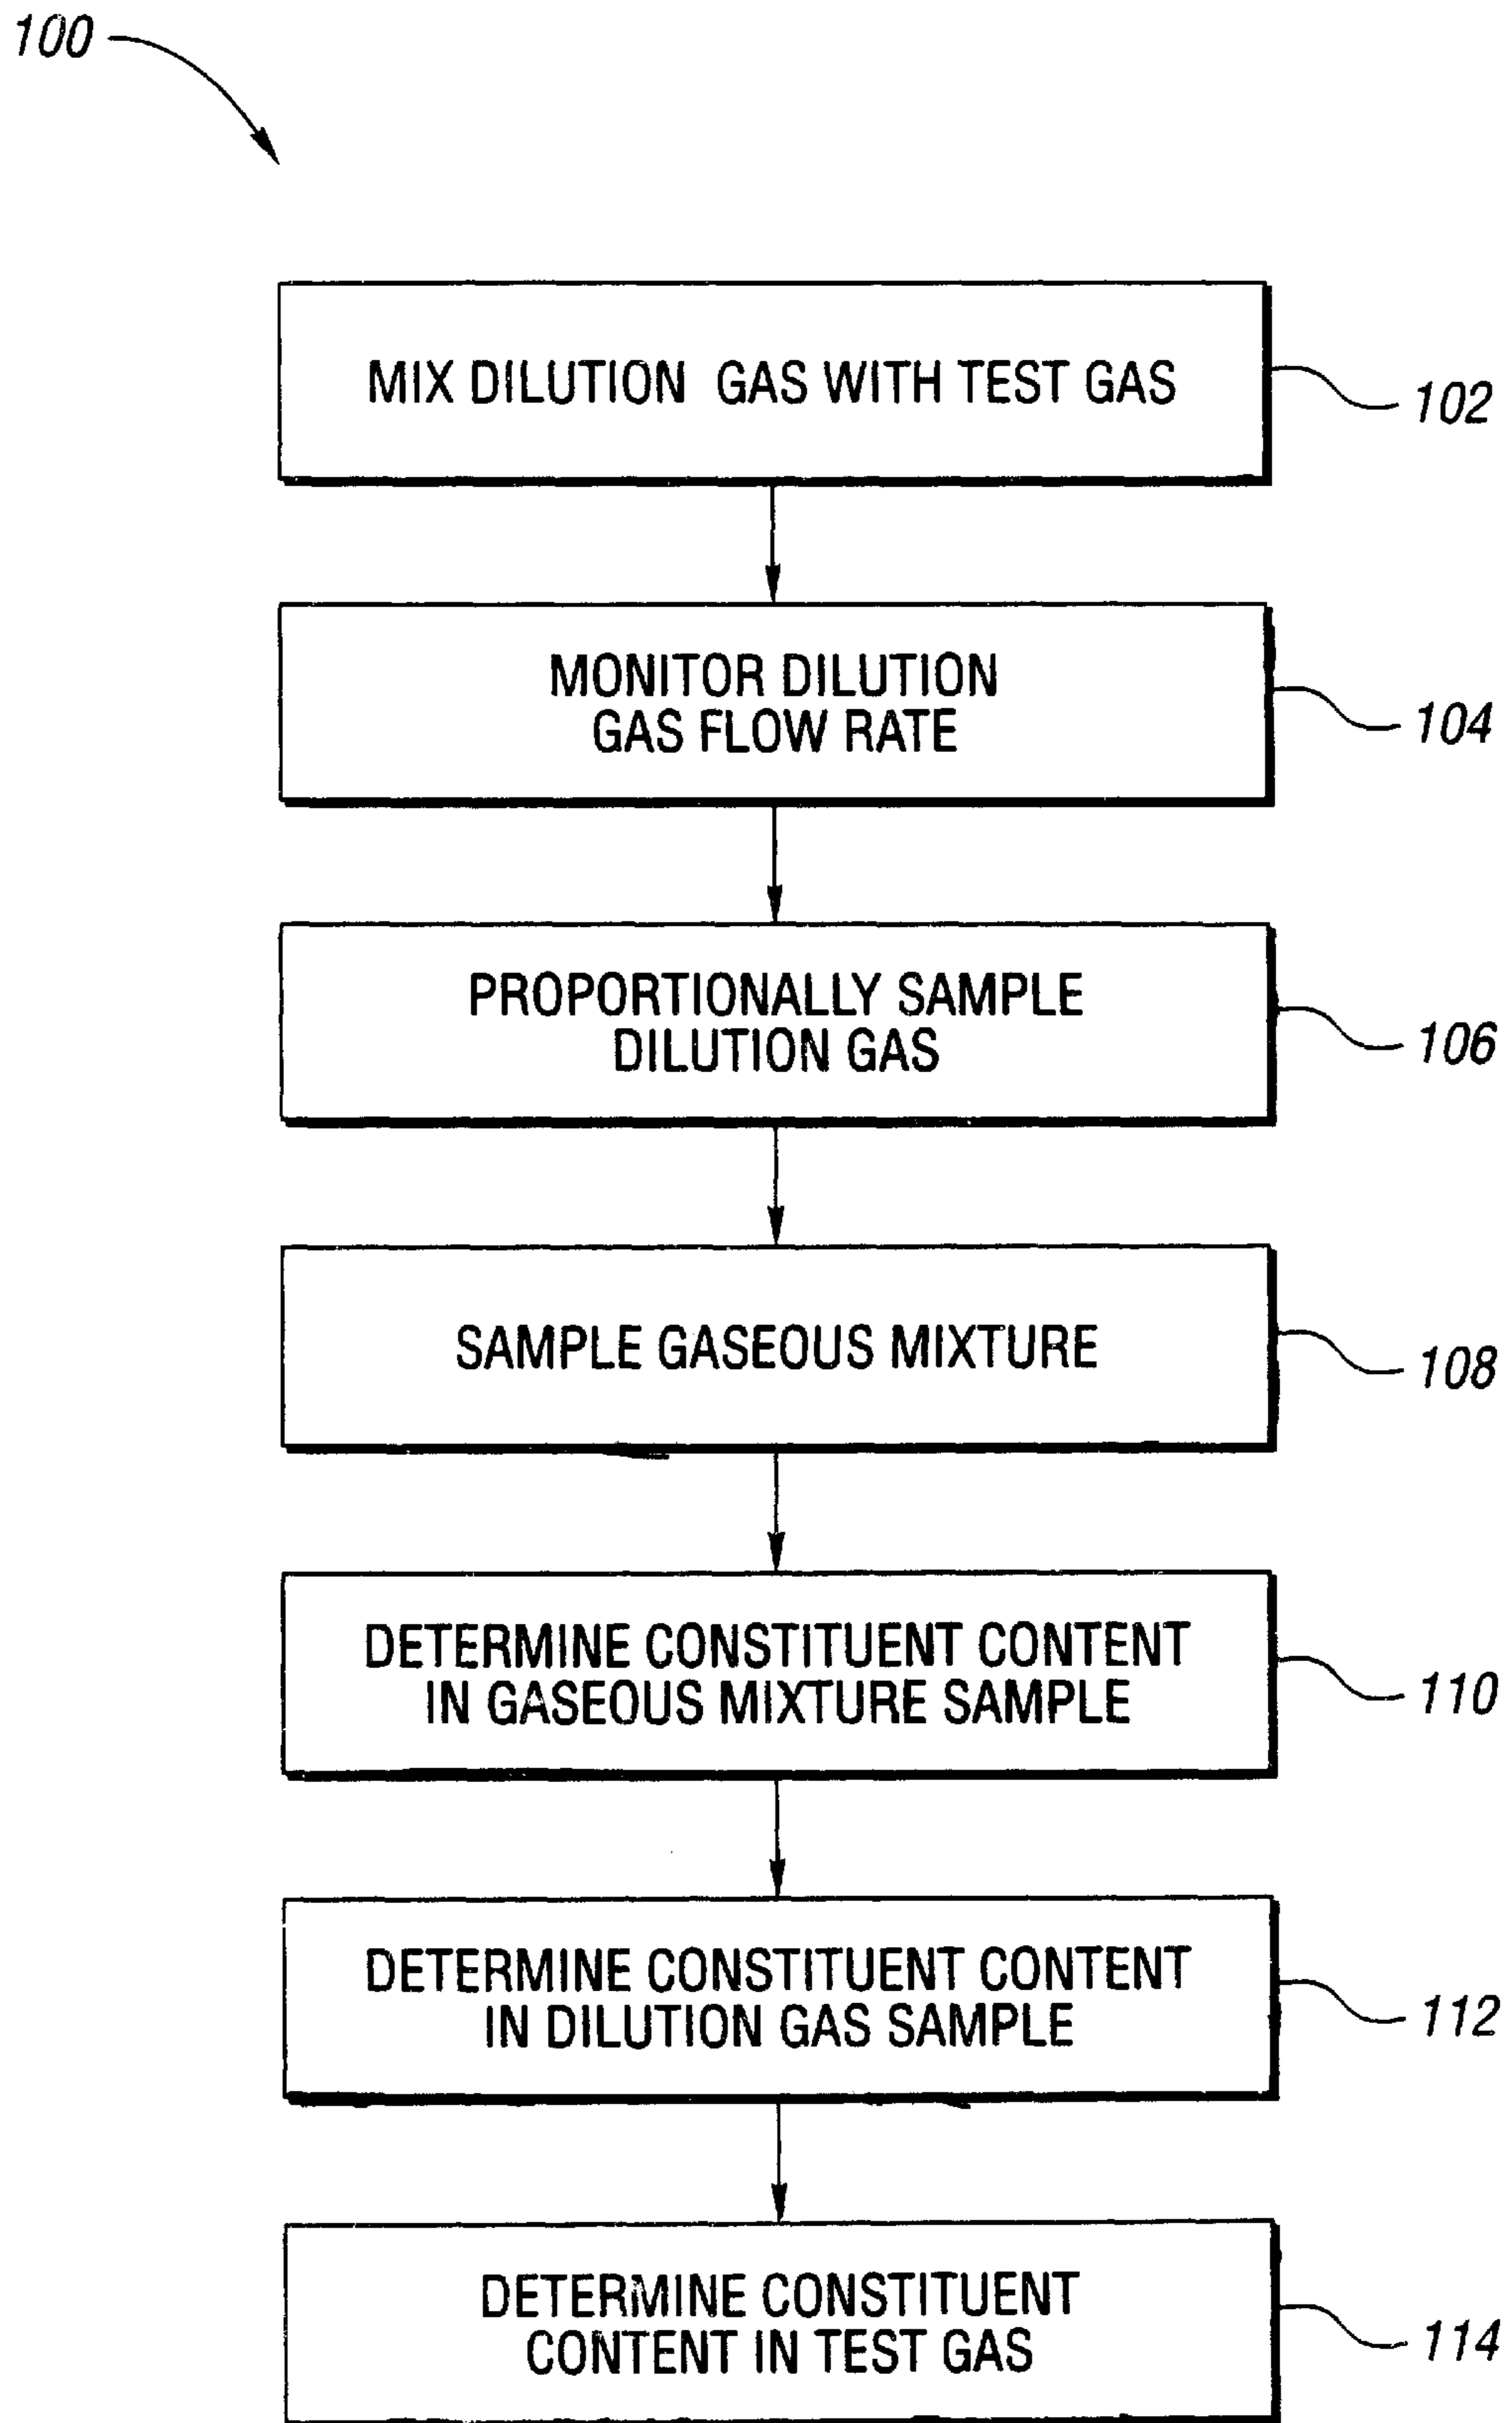 100
MIX DILUTION GAS WITH TEST GAS
102
MONITOR DILUTION
GAS FLOW RATE
104
PROPORTIONALLY SAMPLE
DILUTION GAS
106
SAMPLE GASEOUS MIXTURE
108
DETERMINE CONSTITUENT CONTENT
IN GASEOUS MIXTURE SAMPLE
110
DETERMINE CONSTITUENT CONTENT
IN DILUTION GAS SAMPLE
112
DETERMINE CONSTITUENT
CONTENT IN TEST GAS
114